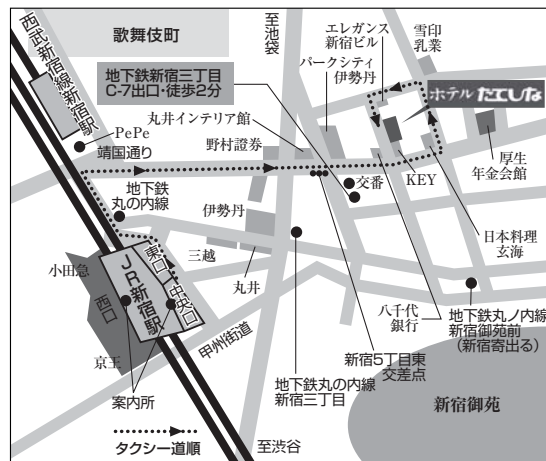 歌舞伎町
西武新宿線新宿駅
至池袋
エレガンス
新宿ビル
雪印
乳業
パークシティ
伊勢丹
地下鉄新宿三丁目
C-7出口・徒歩2分
ホテル たてしな
丸井インテリア館
PePe
靖国通り
野村證券
厚生
年金会館
地下鉄
丸の内線
交番
KEY
伊勢丹
日本料理
玄海
小田急
三越
東口
JR新宿駅
中央口
西口
丸井
八千代
銀行
地下鉄丸ノ内線
新宿御苑前
(新宿寄出る)
甲州街道
京王
新宿5丁目東
交差点
地下鉄丸の内線
新宿三丁目
案内所
新宿御苑
タクシー道順
至渋谷